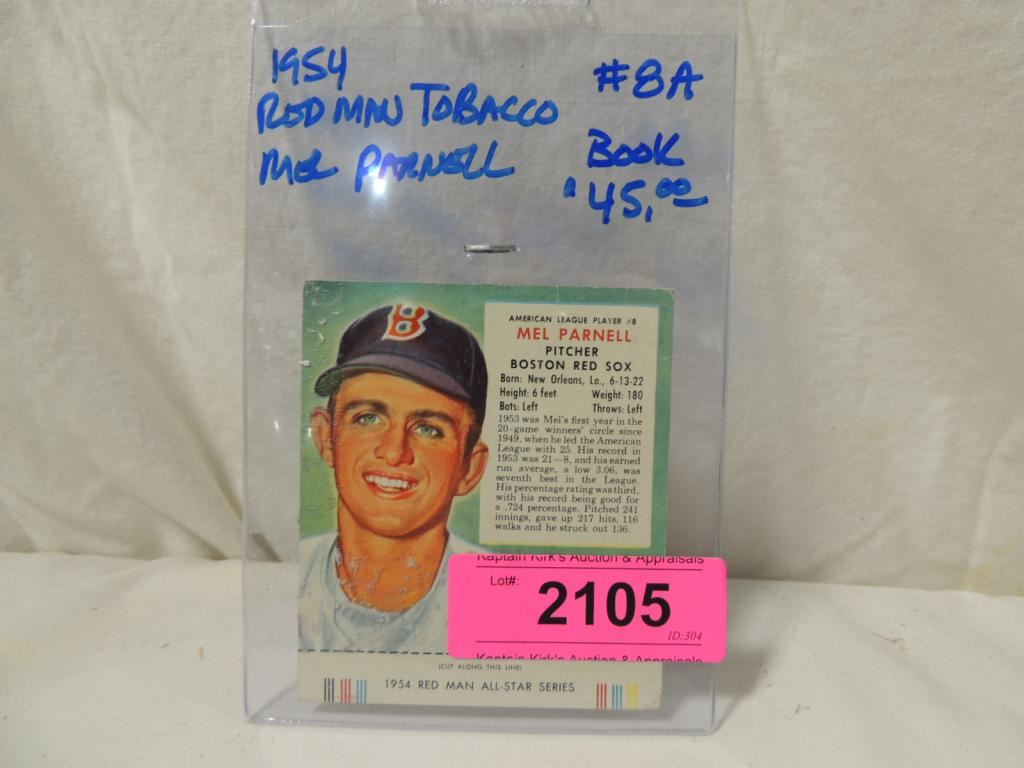 1954
RED MAN TOBACCO
MEL PARNELL
#8A
BOOK
$45.00
B
AMERICAN LEAGUE PLAYER #8
MEL PARNELL
PITCHER
BOSTON RED SOX
Born: New Orleans, La., 6-13-22
Height: 6 feet Weight: 180
Bats: Left Throws: Left
1953 was Mel's first year in the
20-game winners' circle since
1949, when he led the American
League with 25. His record in
1953 was 21—8, and his earned
run average, a low 3.06, was
seventh best in the League.
His percentage rating was third,
with his record being good for
a .724 percentage. Pitched 241
innings, gave up 217 hits, 116
walks and he struck out 136.
Kaptain Kirk's Auction & Appraisals
Lot#: 2105
ID:304
Kaptain Kirk's Auction & Appraisals
(CUT ALONG THIS LINE)
1954 RED MAN ALL-STAR SERIES